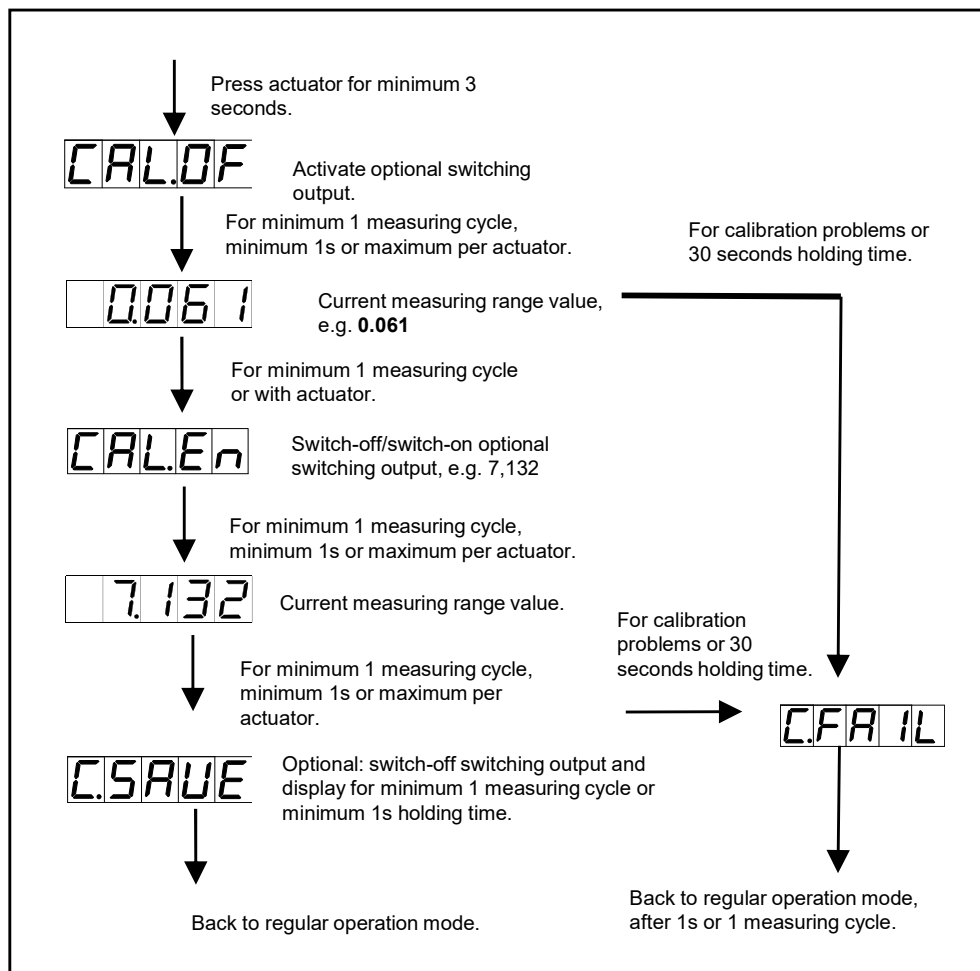 Press actuator for minimum 3
seconds.
CAL.OF
Activate optional switching
output.
For minimum 1 measuring cycle,
minimum 1s or maximum per actuator.
For calibration problems or
30 seconds holding time.
0.061
Current measuring range value,
e.g. 0.061
For minimum 1 measuring cycle
or with actuator.
CAL.En
Switch-off/switch-on optional
switching output, e.g. 7,132
For minimum 1 measuring cycle,
minimum 1s or maximum per actuator.
7.132
Current measuring range value.
For calibration
problems or 30
seconds holding time.
For minimum 1 measuring cycle,
minimum 1s or maximum per
actuator.
C.FAIL
C.SAVE
Optional: switch-off switching output and
display for minimum 1 measuring cycle or
minimum 1s holding time.
Back to regular operation mode.
Back to regular operation mode,
after 1s or 1 measuring cycle.